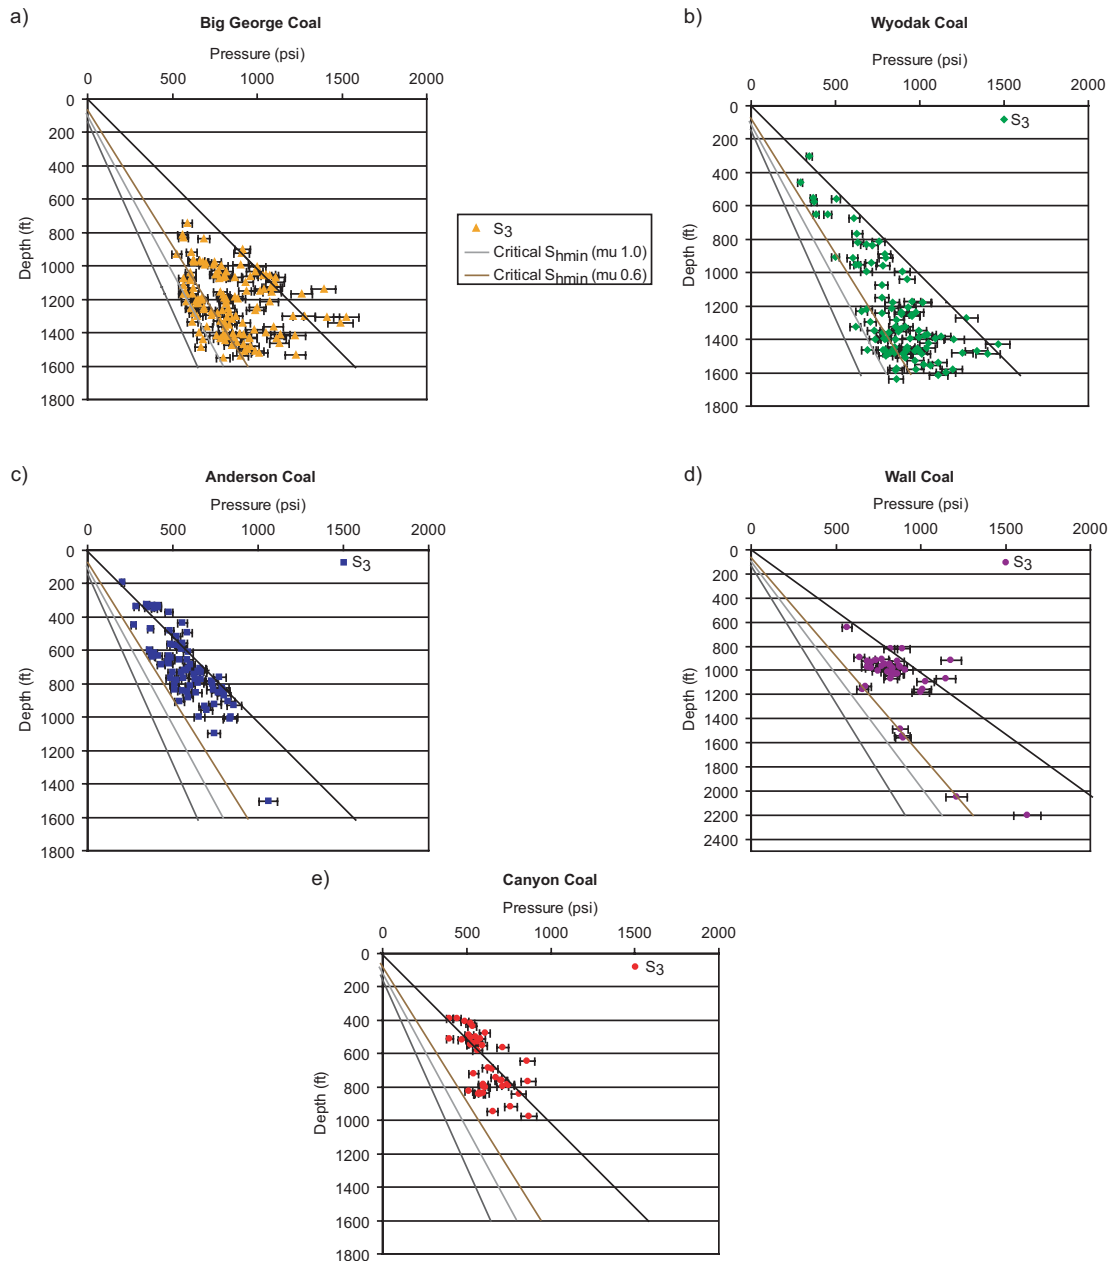 a)
Big George Coal
Pressure (psi)
0 500 1000 1500 2000
Depth (ft)
0
200
400
600
800
1000
1200
1400
1600
1800
b)
Wyodak Coal
Pressure (psi)
0 500 1000 1500 2000
Depth (ft)
0
200
400
600
800
1000
1200
1400
1600
1800
S3
S3
Critical Shmin (mu 1.0)
Critical Shmin (mu 0.6)
c)
Anderson Coal
Pressure (psi)
0 500 1000 1500 2000
Depth (ft)
0
200
400
600
800
1000
1200
1400
1600
1800
S3
d)
Wall Coal
Pressure (psi)
0 500 1000 1500 2000
Depth (ft)
0
200
400
600
800
1000
1200
1400
1600
1800
2000
2200
2400
S3
e)
Canyon Coal
Pressure (psi)
0 500 1000 1500 2000
Depth (ft)
0
200
400
600
800
1000
1200
1400
1600
1800
S3